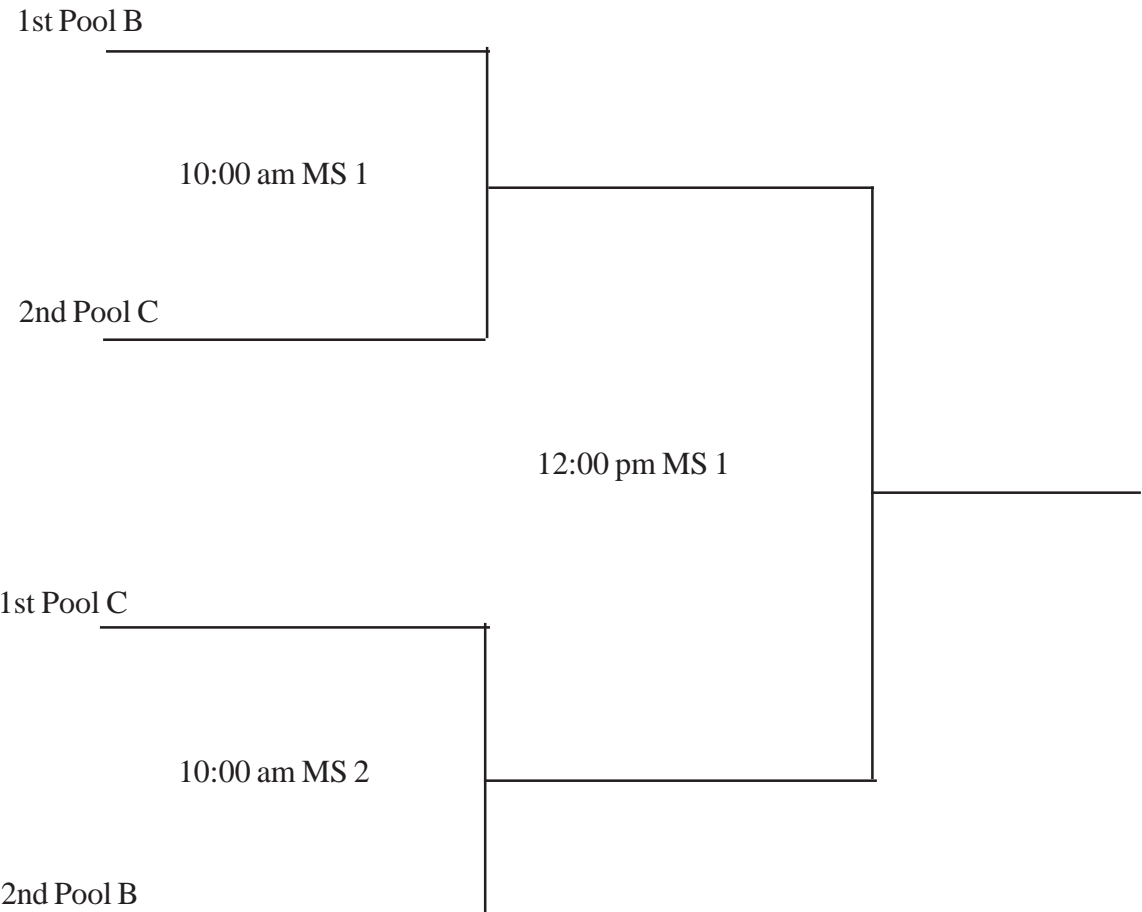 1st Pool B
10:00 am MS 1
2nd Pool C
12:00 pm MS 1
1st Pool C
10:00 am MS 2
2nd Pool B